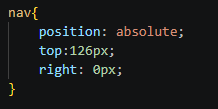 nav{
    position: absolute;
    top:126px;
    right: 0px;
}